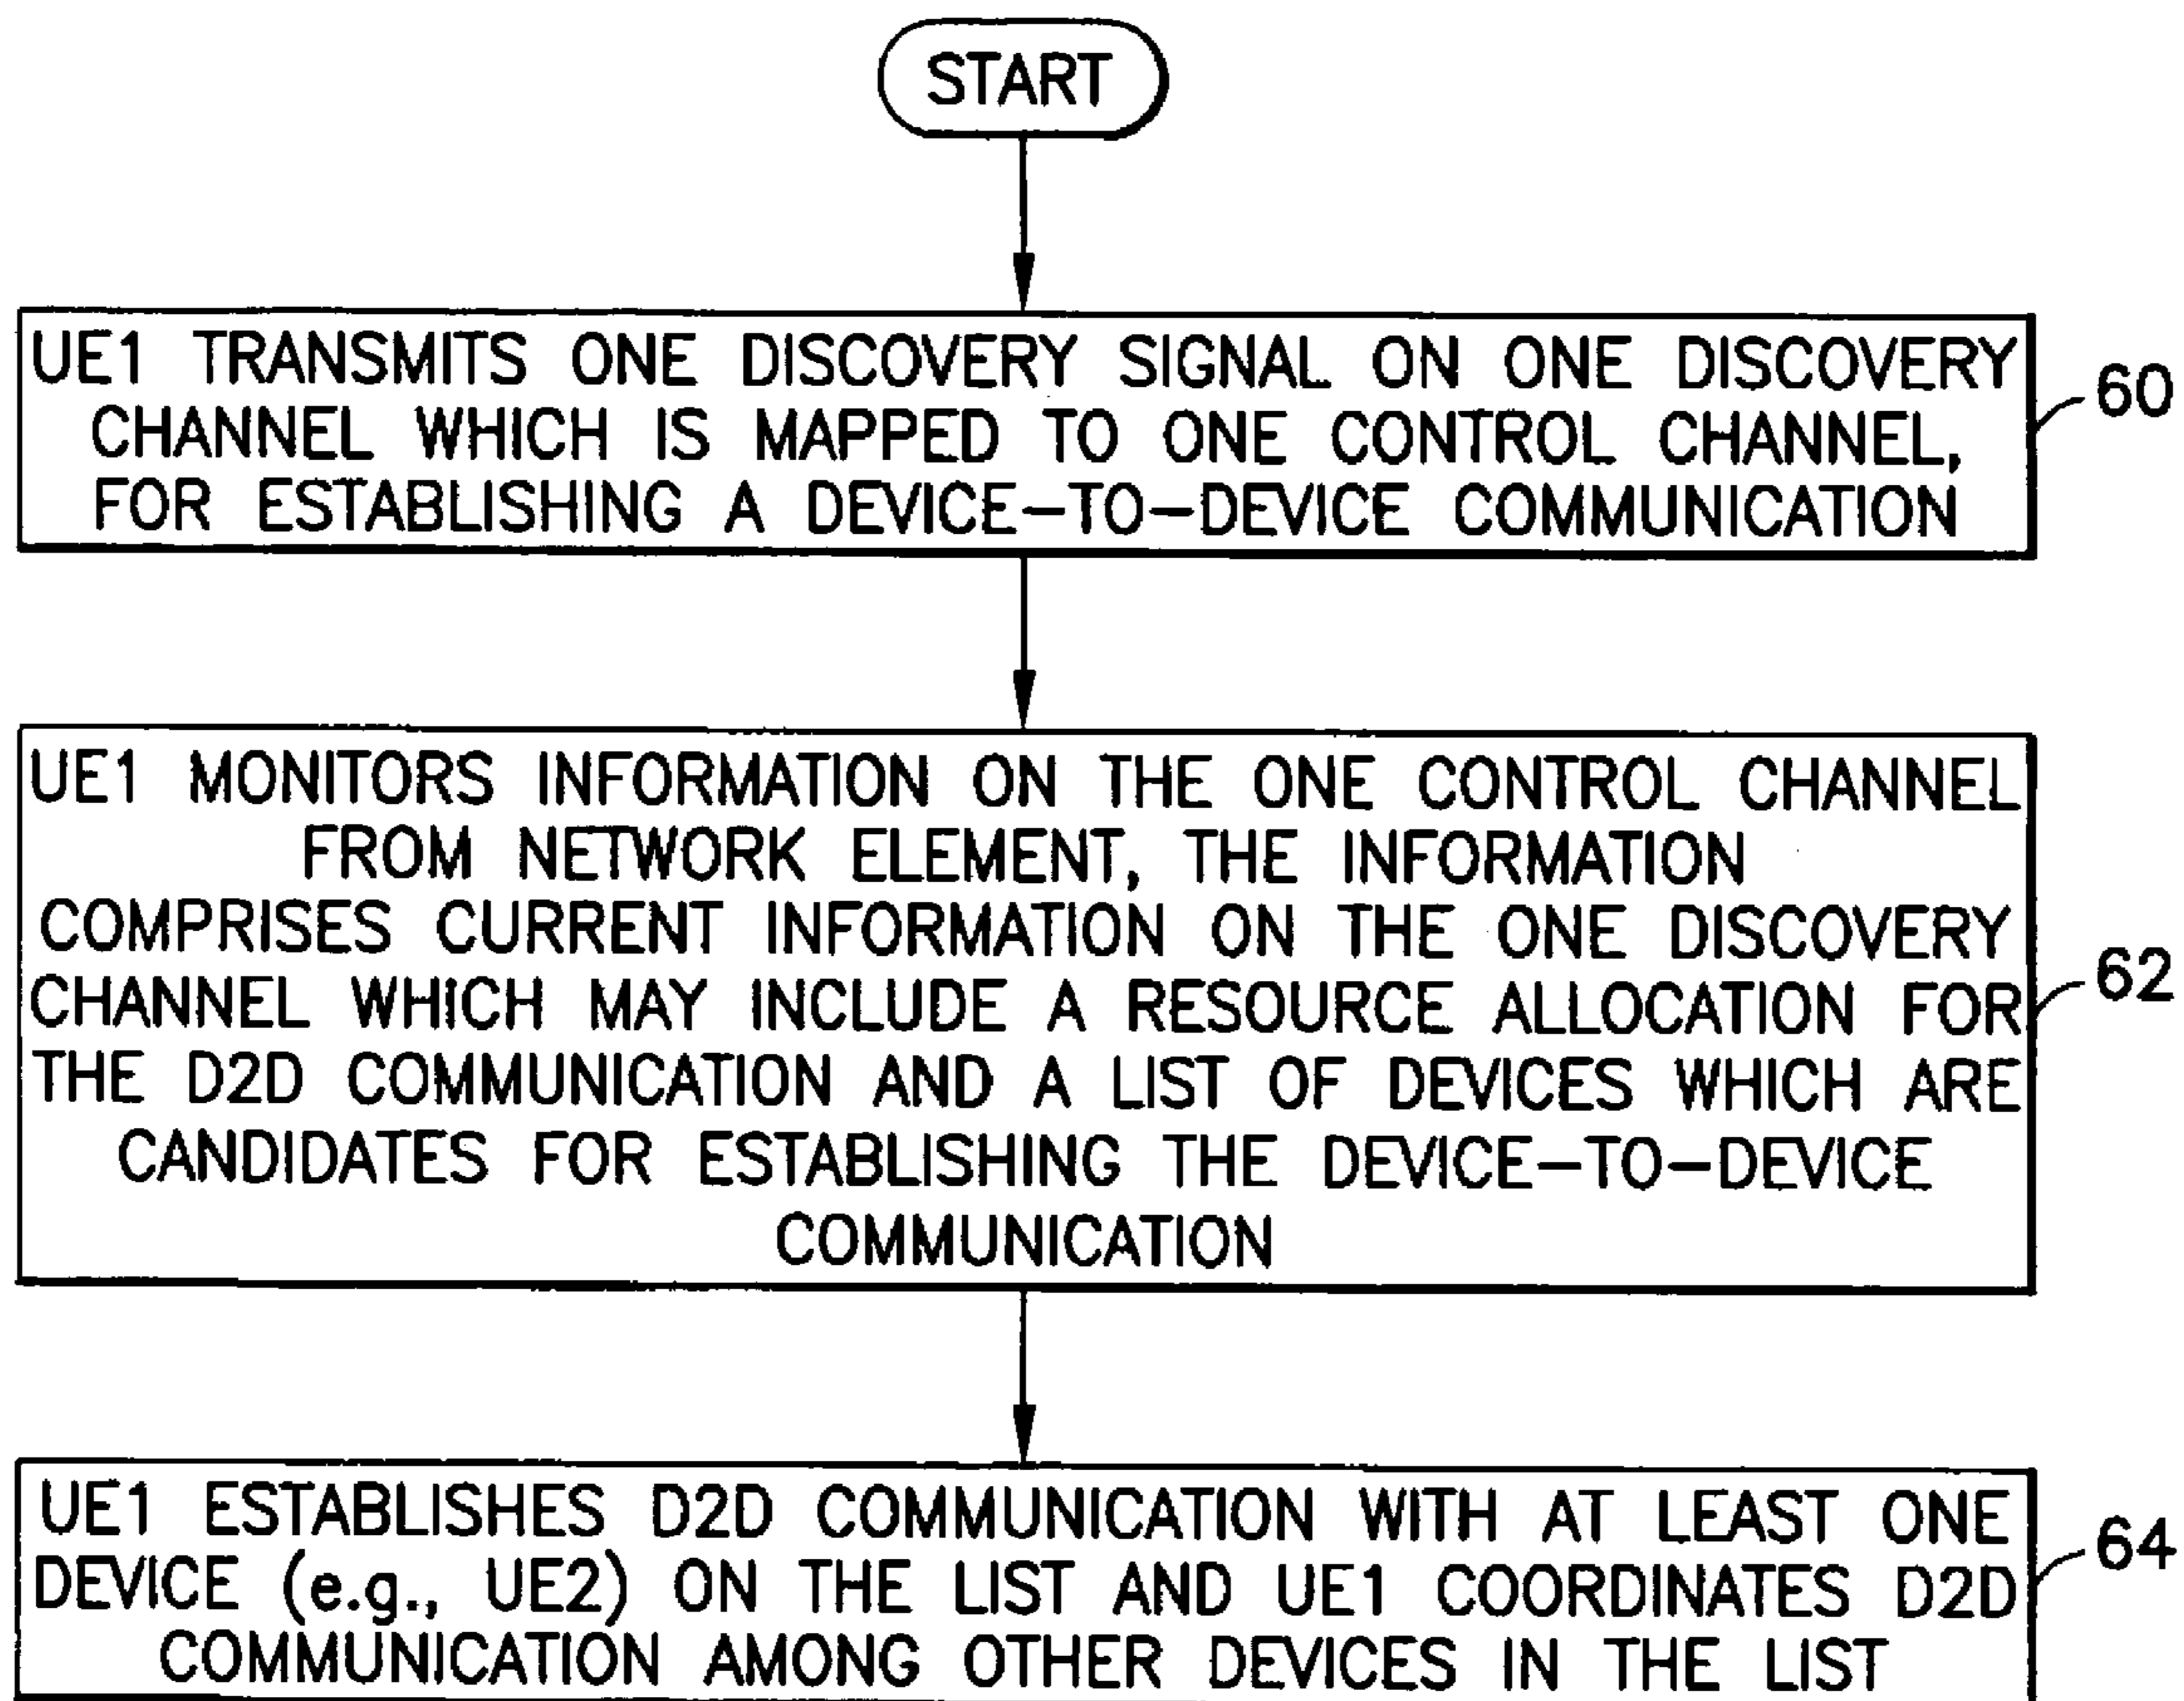 START
UE1 TRANSMITS ONE DISCOVERY SIGNAL ON ONE DISCOVERY
CHANNEL WHICH IS MAPPED TO ONE CONTROL CHANNEL,
FOR ESTABLISHING A DEVICE-TO-DEVICE COMMUNICATION
60
UE1 MONITORS INFORMATION ON THE ONE CONTROL CHANNEL
FROM NETWORK ELEMENT, THE INFORMATION
COMPRISES CURRENT INFORMATION ON THE ONE DISCOVERY
CHANNEL WHICH MAY INCLUDE A RESOURCE ALLOCATION FOR
THE D2D COMMUNICATION AND A LIST OF DEVICES WHICH ARE
CANDIDATES FOR ESTABLISHING THE DEVICE-TO-DEVICE
COMMUNICATION
62
UE1 ESTABLISHES D2D COMMUNICATION WITH AT LEAST ONE
DEVICE (e.g., UE2) ON THE LIST AND UE1 COORDINATES D2D
COMMUNICATION AMONG OTHER DEVICES IN THE LIST
64